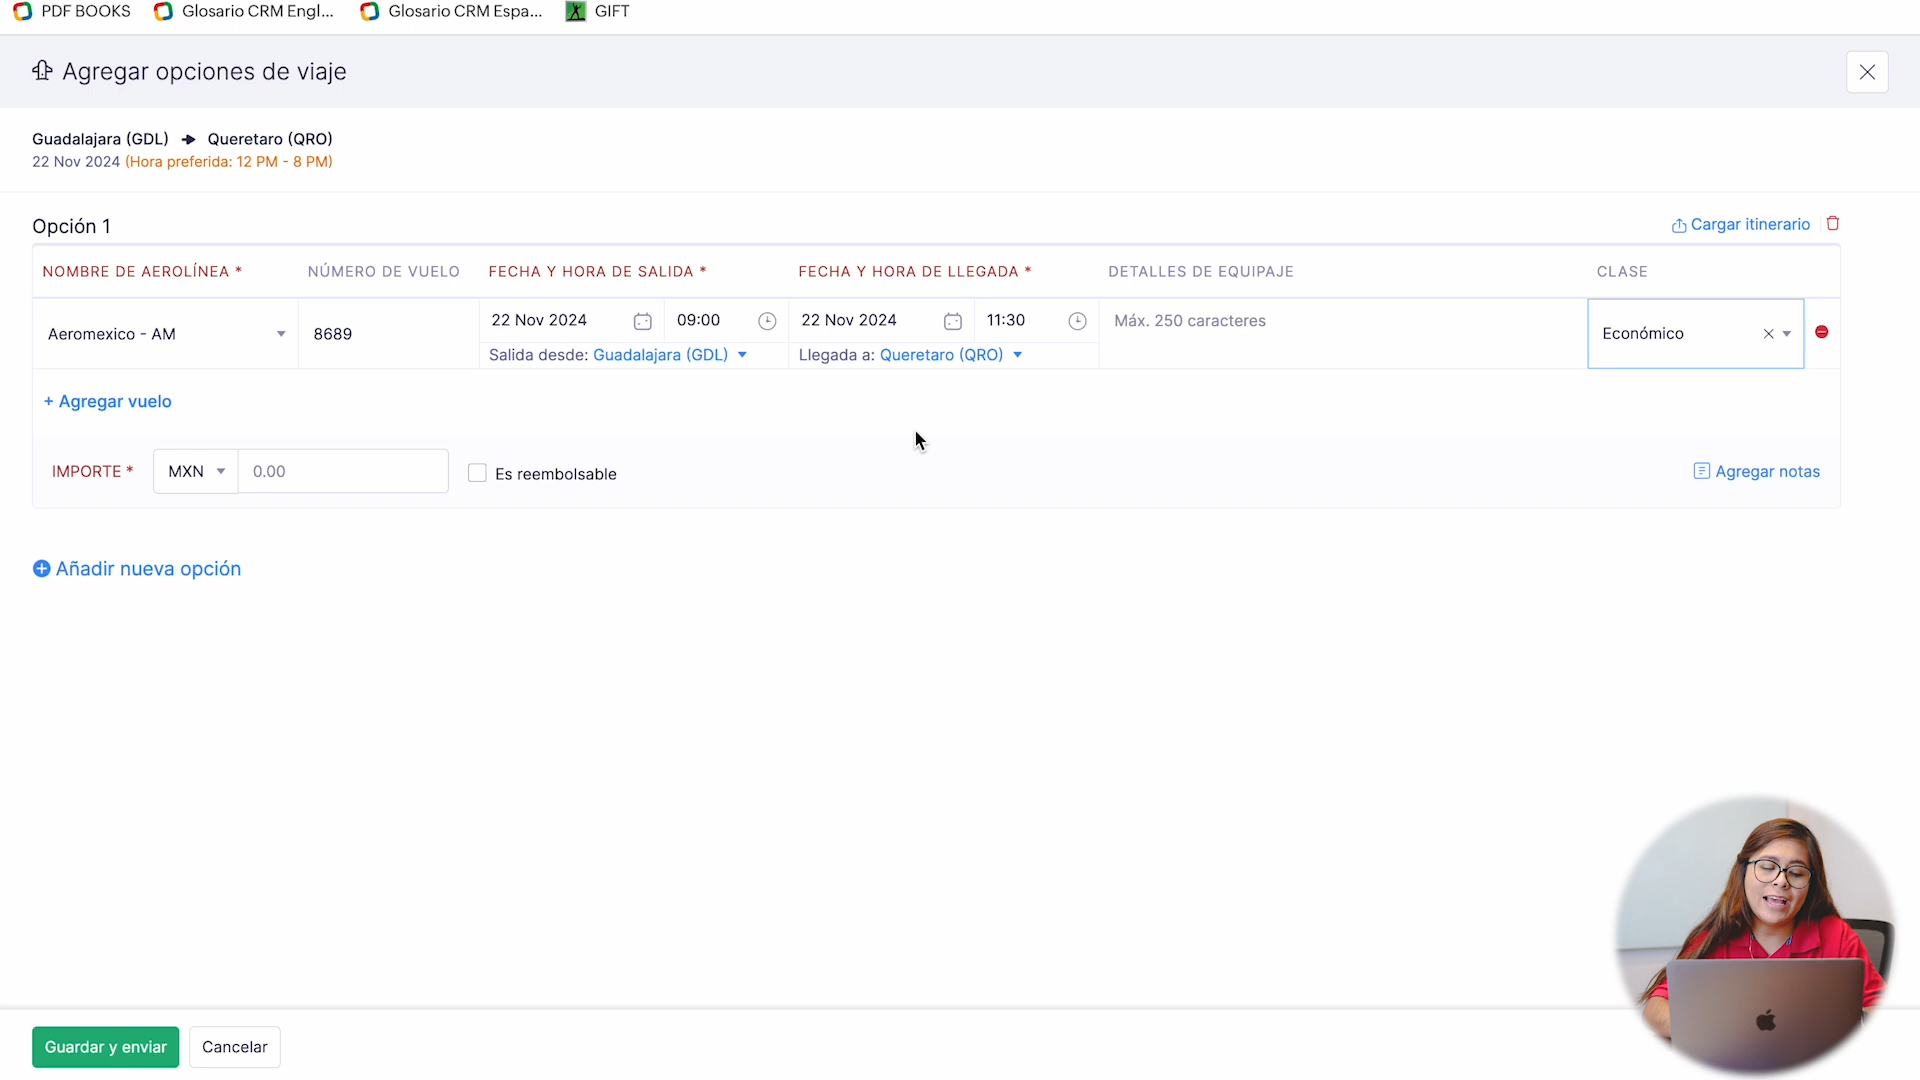 PDF BOOKS Glosario CRM Engl... Glosario CRM Espa... GIFT
Agregar opciones de viaje
Guadalajara (GDL) Queretaro (QRO)
22 Nov 2024 (Hora preferida: 12 PM - 8 PM)
Opción 1 Cargar itinerario
NOMBRE DE AEROLÍNEA * NÚMERO DE VUELO FECHA Y HORA DE SALIDA * FECHA Y HORA DE LLEGADA * DETALLES DE EQUIPAJE CLASE
Aeromexico - AM 8689 22 Nov 2024 09:00 22 Nov 2024 11:30 Máx. 250 caracteres Económico
Salida desde: Guadalajara (GDL) Llegada a: Queretaro (QRO)
+ Agregar vuelo
IMPORTE * MXN 0.00 Es reembolsable Agregar notas
Añadir nueva opción
Guardar y enviar Cancelar